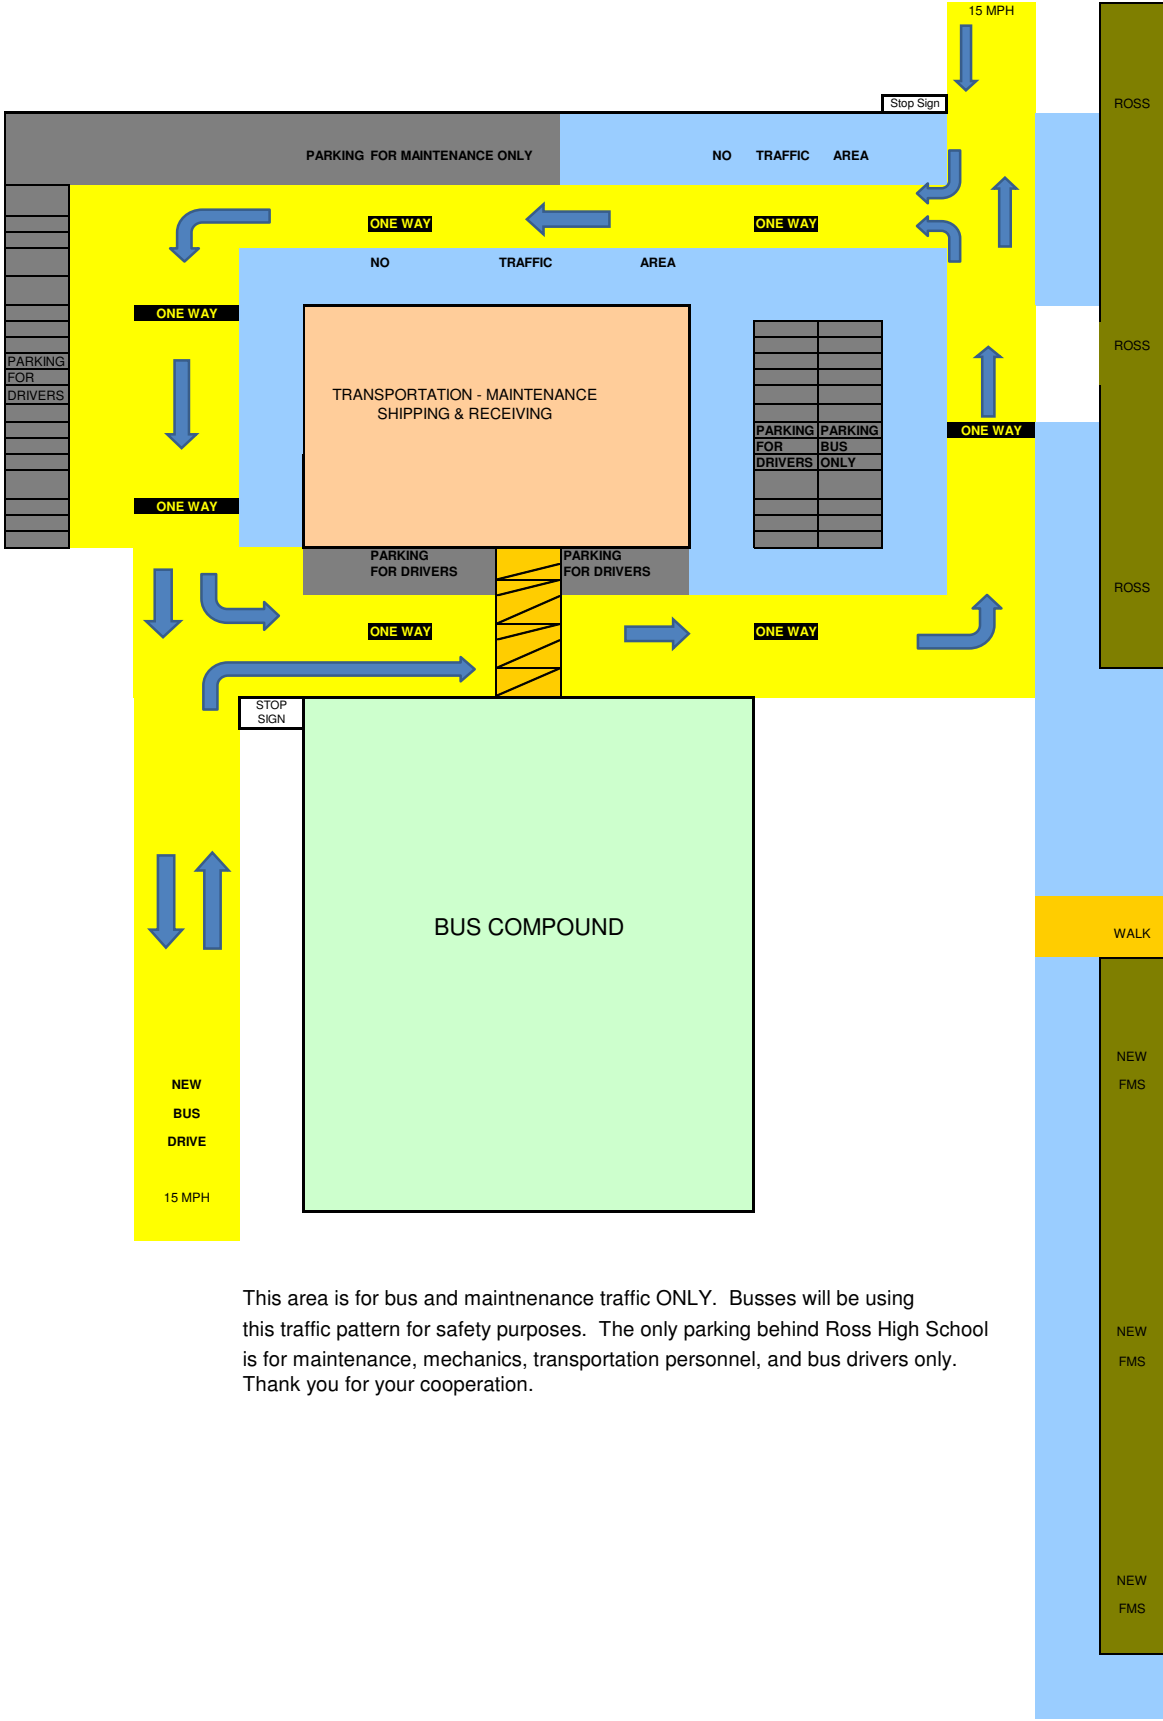 15 MPH
Stop Sign
ROSS
PARKING FOR MAINTENANCE ONLY
NO TRAFFIC AREA
ONE WAY
ONE WAY
NO TRAFFIC AREA
ONE WAY
ROSS
PARKING
FOR
DRIVERS
TRANSPORTATION - MAINTENANCE
SHIPPING & RECEIVING
PARKING
FOR
DRIVERS
PARKING
BUS
ONLY
ONE WAY
ONE WAY
PARKING
FOR DRIVERS
PARKING
FOR DRIVERS
ROSS
ONE WAY
ONE WAY
STOP
SIGN
BUS COMPOUND
WALK
NEW
FMS
NEW
BUS
DRIVE
15 MPH
This area is for bus and maintnenance traffic ONLY. Busses will be using
this traffic pattern for safety purposes. The only parking behind Ross High School
is for maintenance, mechanics, transportation personnel, and bus drivers only.
Thank you for your cooperation.
NEW
FMS
NEW
FMS